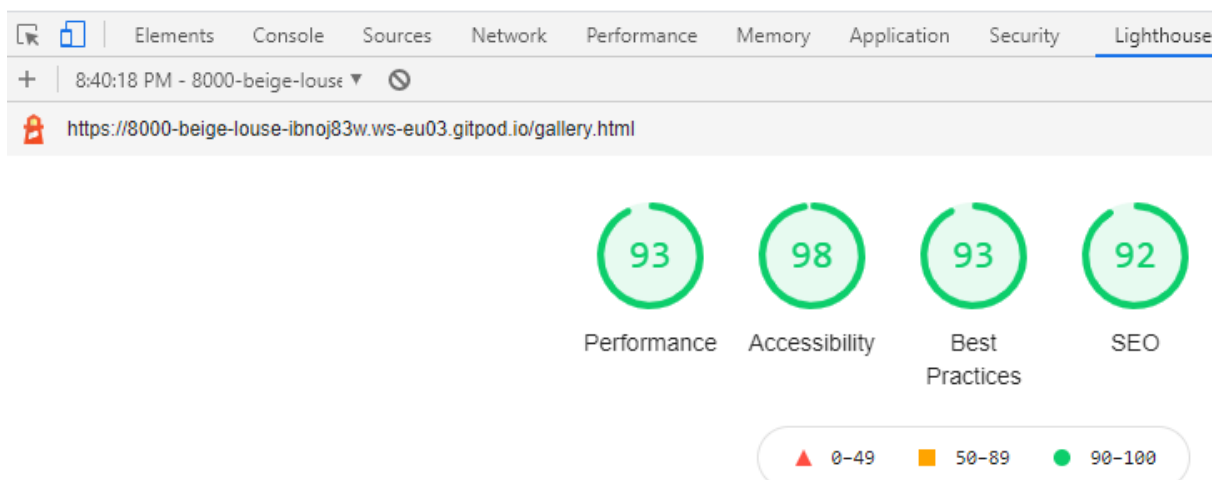 Elements Console Sources Network Performance Memory Application Security Lighthouse
8:40:18 PM - 8000-beige-louse
https://8000-beige-louse-ibnoj83w.ws-eu03.gitpod.io/gallery.html
93 98 93 92
Performance Accessibility Best SEO
Practices
0–49 50–89 90–100